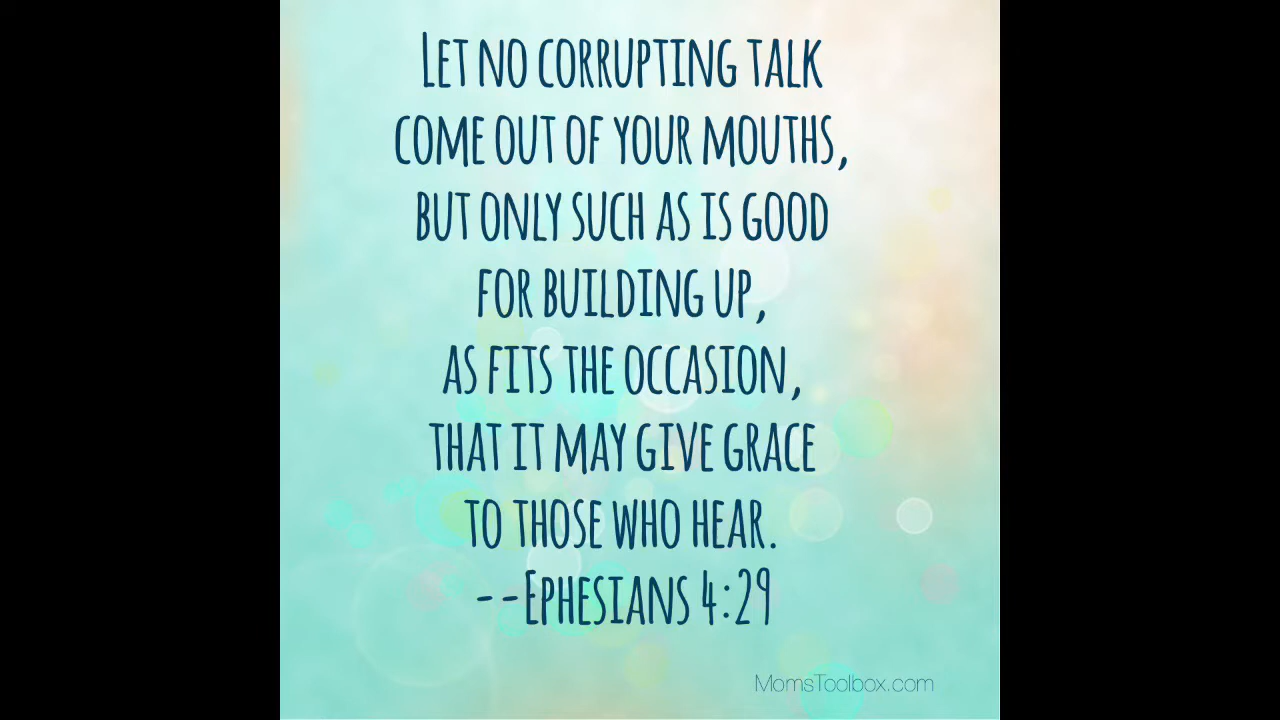 Let no corrupting talk
come out of your mouths,
but only such as is good
for building up,
as fits the occasion,
that it may give grace
to those who hear.
--Ephesians 4:29
MomsToolbox.com